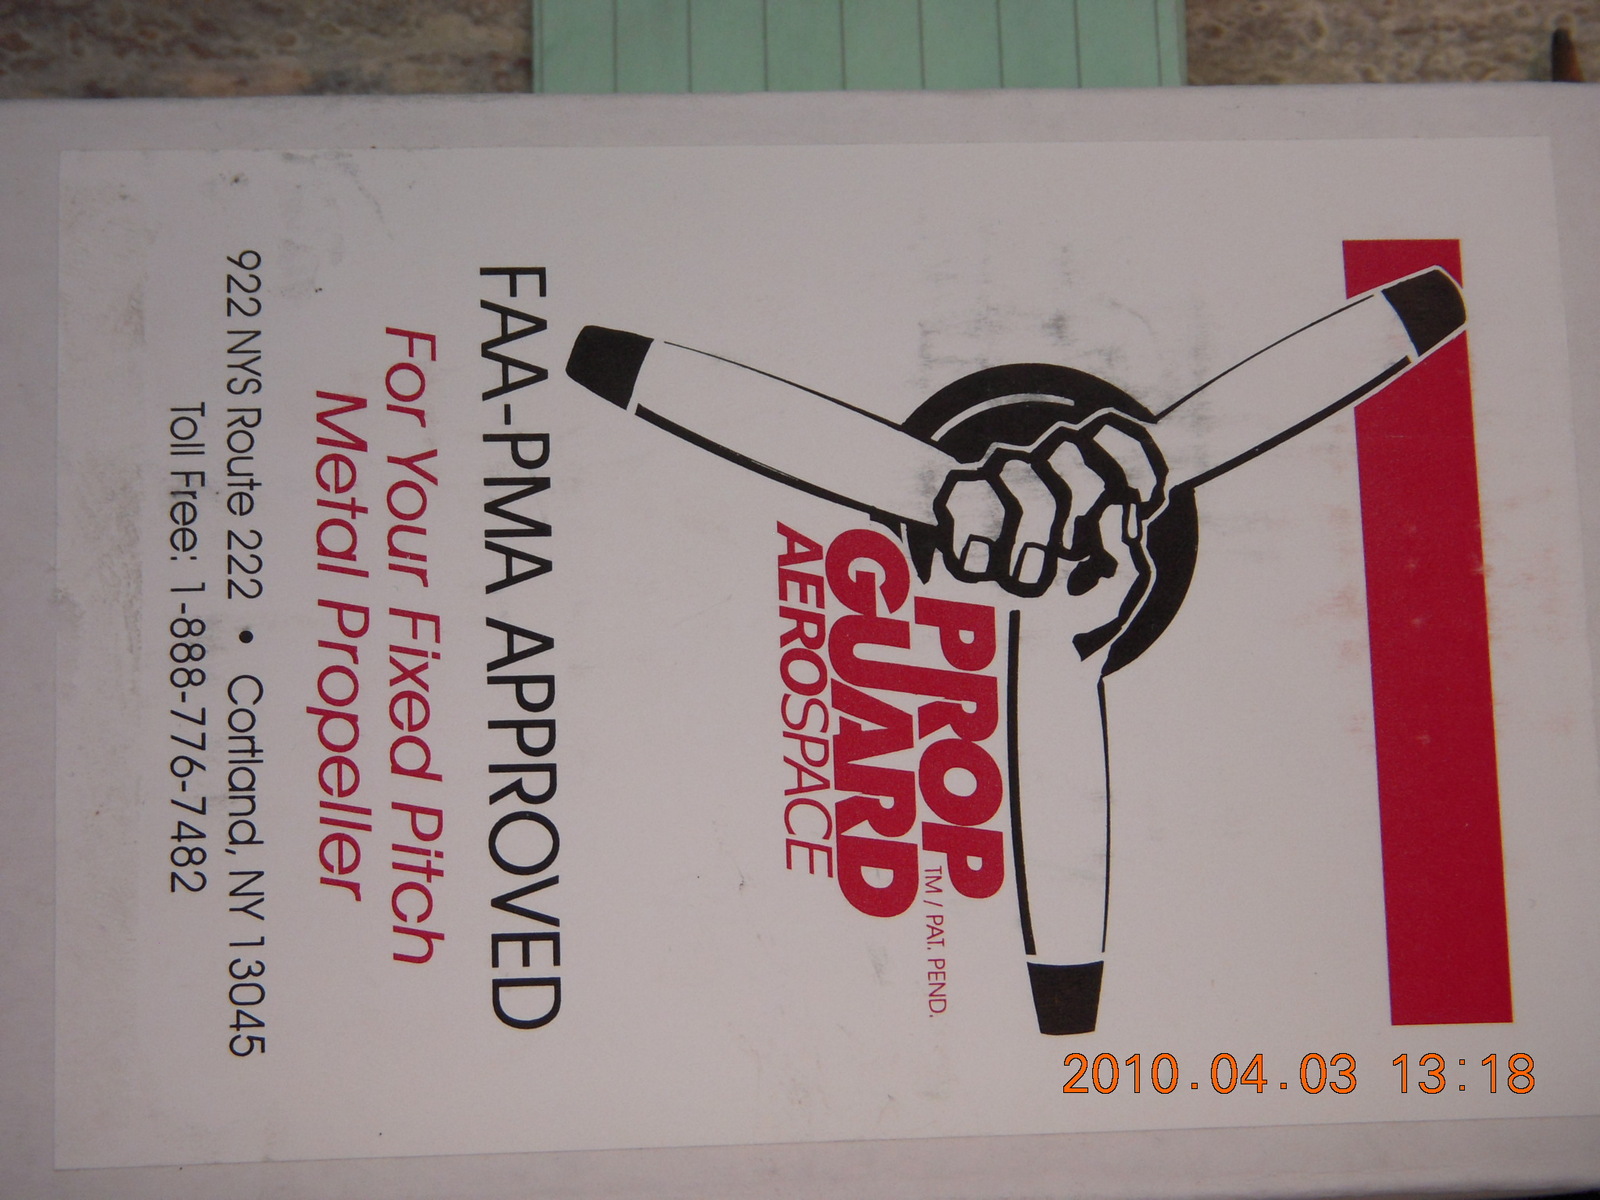 PROP
TM / PAT. PEND.
GUARD
AEROSPACE
FAA-PMA APPROVED
For Your Fixed Pitch
Metal Propeller
922 NYS Route 222 • Cortland, NY 13045
Toll Free: 1-888-776-7482
2010.04.03 13:18